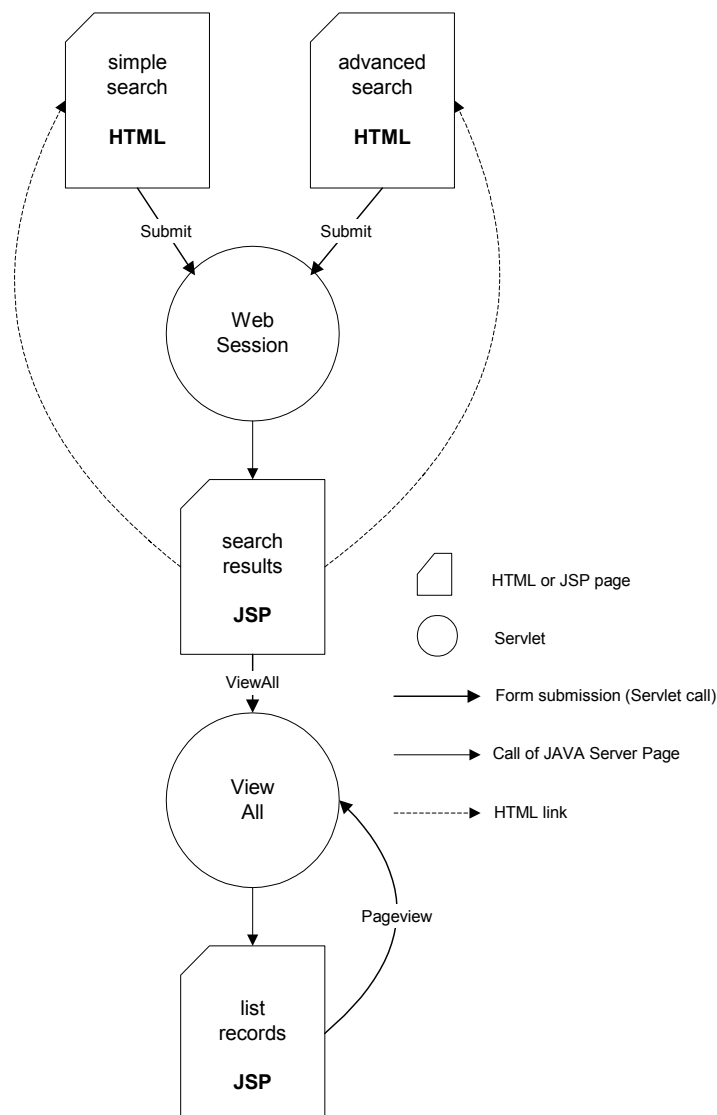 simple
search
HTML
advanced
search
HTML
Submit
Submit
Web
Session
search
results
JSP
HTML or JSP page
Servlet
ViewAll
Form submission (Servlet call)
Call of JAVA Server Page
View
All
HTML link
Pageview
list
records
JSP